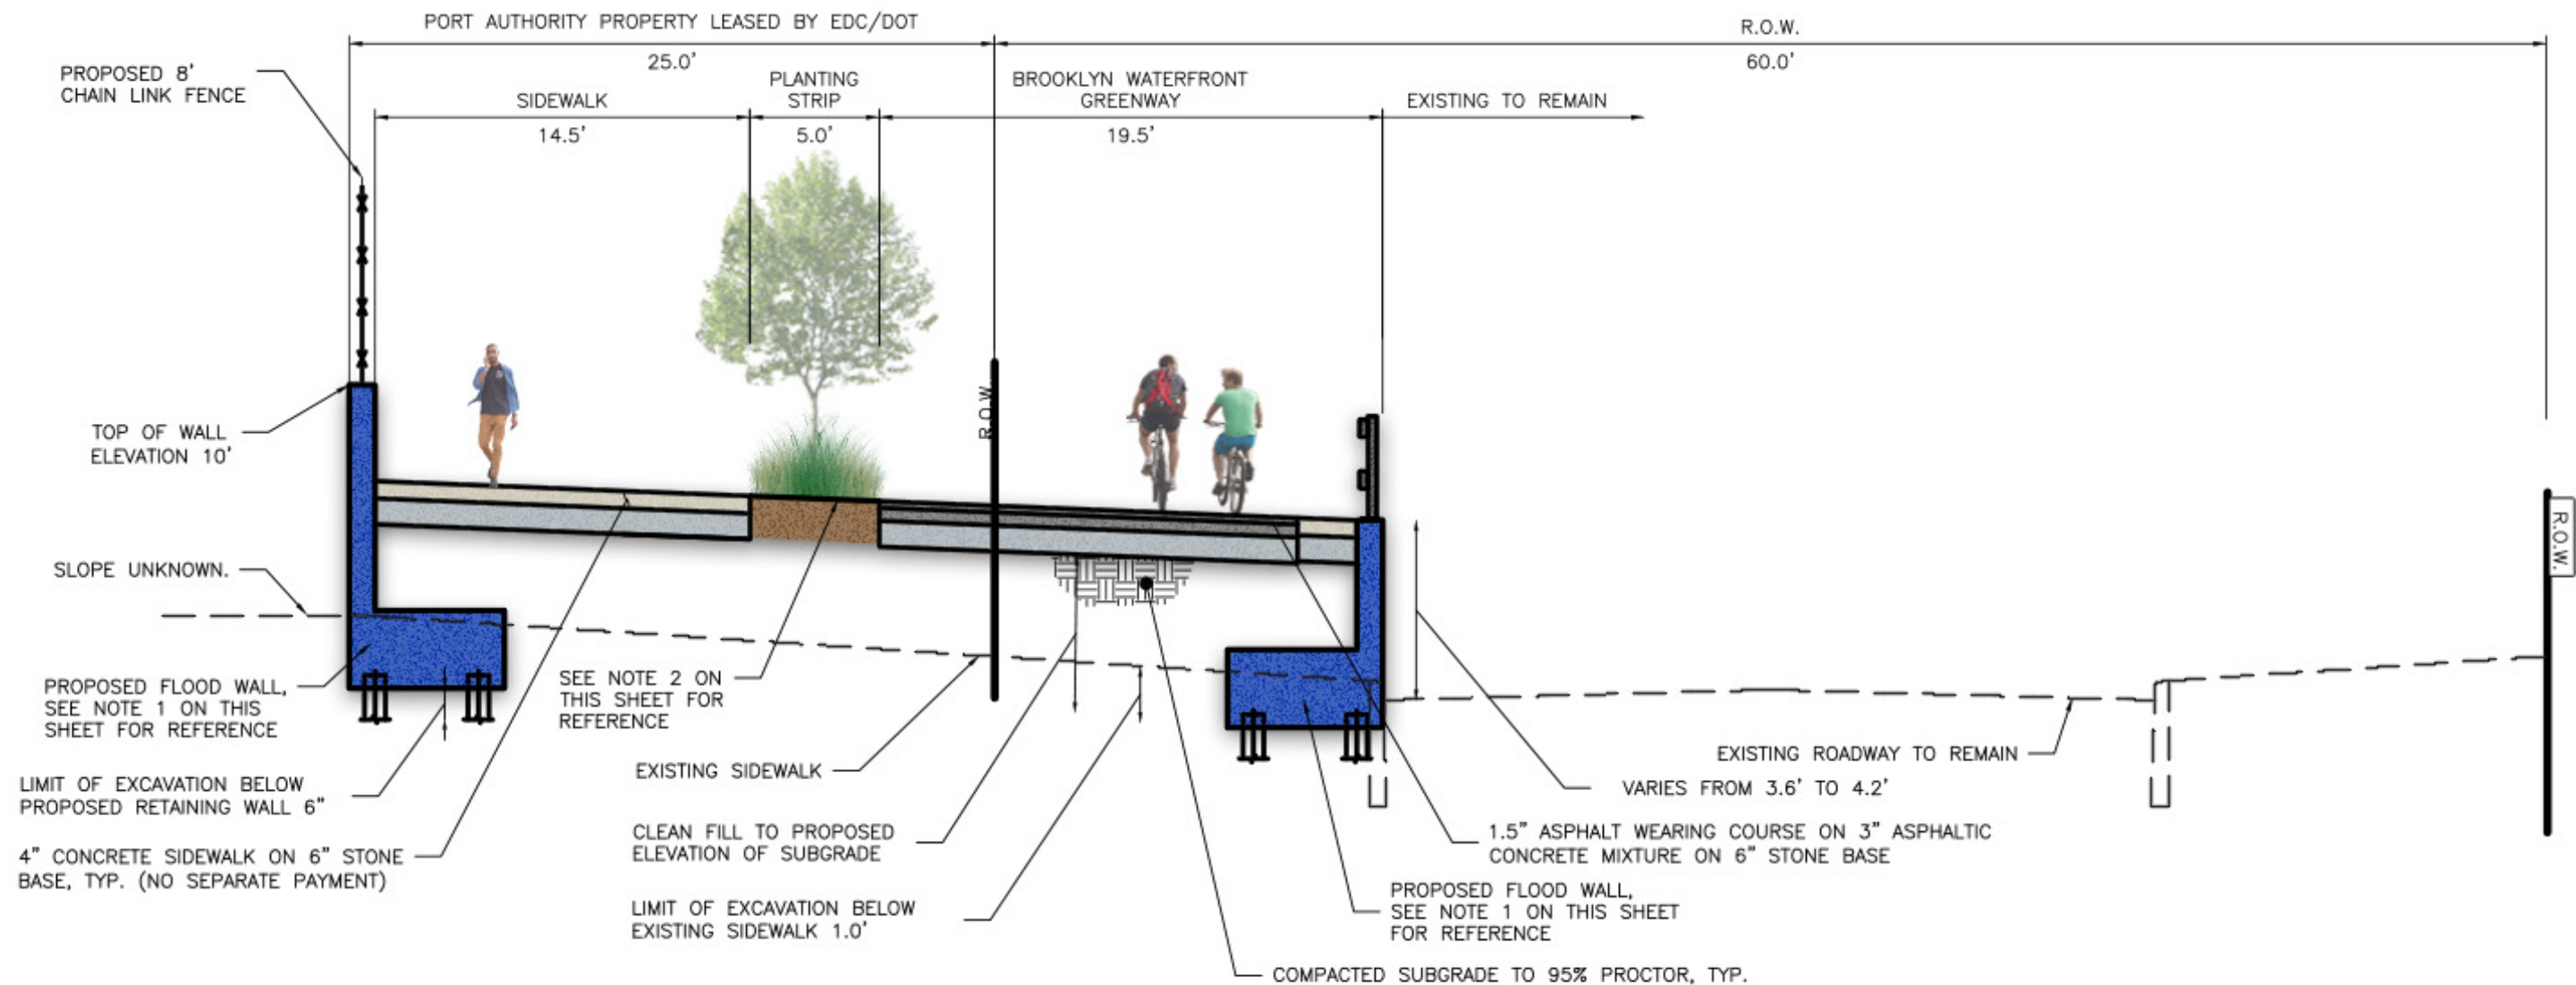 PORT AUTHORITY PROPERTY LEASED BY EDC/DOT
25.0'
R.O.W.
60.0'
PROPOSED 8'
CHAIN LINK FENCE
SIDEWALK
14.5'
PLANTING
STRIP
5.0'
BROOKLYN WATERFRONT
GREENWAY
19.5'
EXISTING TO REMAIN
R.O.W.
TOP OF WALL
ELEVATION 10'
R.O.W.
SLOPE UNKNOWN.
PROPOSED FLOOD WALL,
SEE NOTE 1 ON THIS
SHEET FOR REFERENCE
SEE NOTE 2 ON
THIS SHEET FOR
REFERENCE
LIMIT OF EXCAVATION BELOW
PROPOSED RETAINING WALL 6"
4" CONCRETE SIDEWALK ON 6" STONE
BASE, TYP. (NO SEPARATE PAYMENT)
EXISTING SIDEWALK
CLEAN FILL TO PROPOSED
ELEVATION OF SUBGRADE
LIMIT OF EXCAVATION BELOW
EXISTING SIDEWALK 1.0'
EXISTING ROADWAY TO REMAIN
VARIES FROM 3.6' TO 4.2'
1.5" ASPHALT WEARING COURSE ON 3" ASPHALTIC
CONCRETE MIXTURE ON 6" STONE BASE
PROPOSED FLOOD WALL,
SEE NOTE 1 ON THIS SHEET
FOR REFERENCE
COMPACTED SUBGRADE TO 95% PROCTOR, TYP.